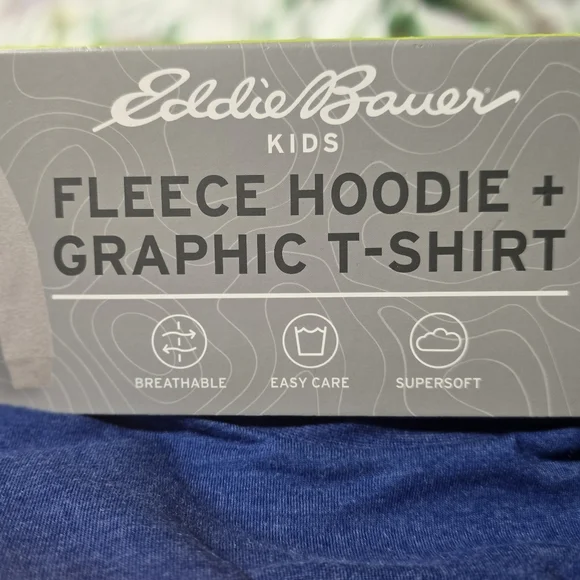 Eddie Bauer
KIDS
FLEECE HOODIE +
GRAPHIC T-SHIRT
BREATHABLE EASY CARE SUPERSOFT